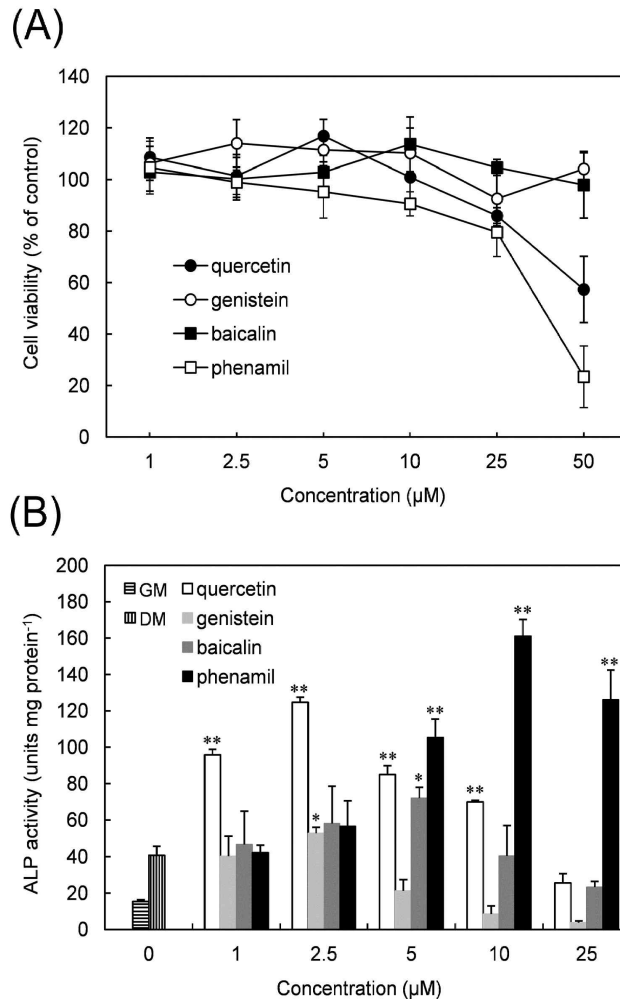 (A)
140
120
100
80
60
40
20
0
Cell viability (% of control)
quercetin
genistein
baicalin
phenamil
1 2.5 5 10 25 50
Concentration (µM)
(B)
200
180
160
140
120
100
80
60
40
20
0
ALP activity (units mg protein⁻¹)
GM quercetin
DM genistein
baicalin
phenamil
**
**
*
**
*
**
**
**
**
0 1 2.5 5 10 25
Concentration (µM)